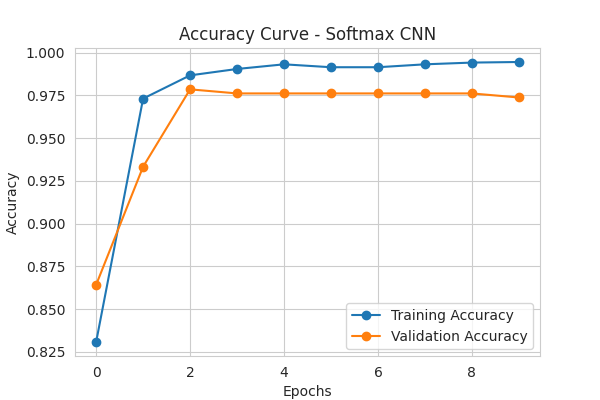 Accuracy Curve - Softmax CNN
1.000
0.975
0.950
0.925
0.900
0.875
0.850
0.825
Accuracy
0 2 4 6 8
Epochs
Training Accuracy
Validation Accuracy